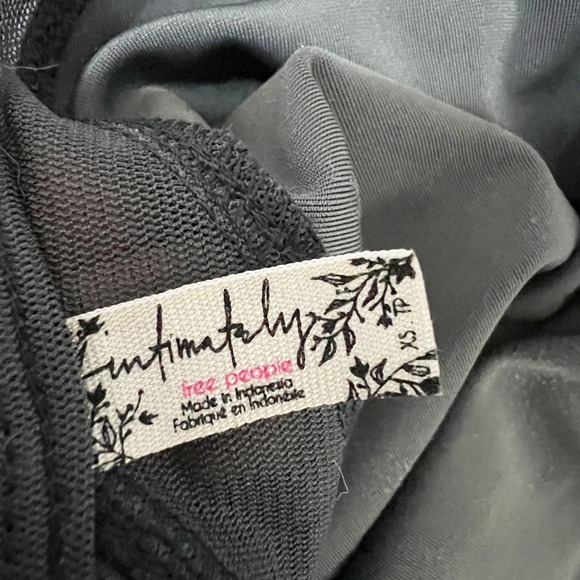 intimately
free people
Made in Indonesia
Fabriqué en Indonésie
XS TP